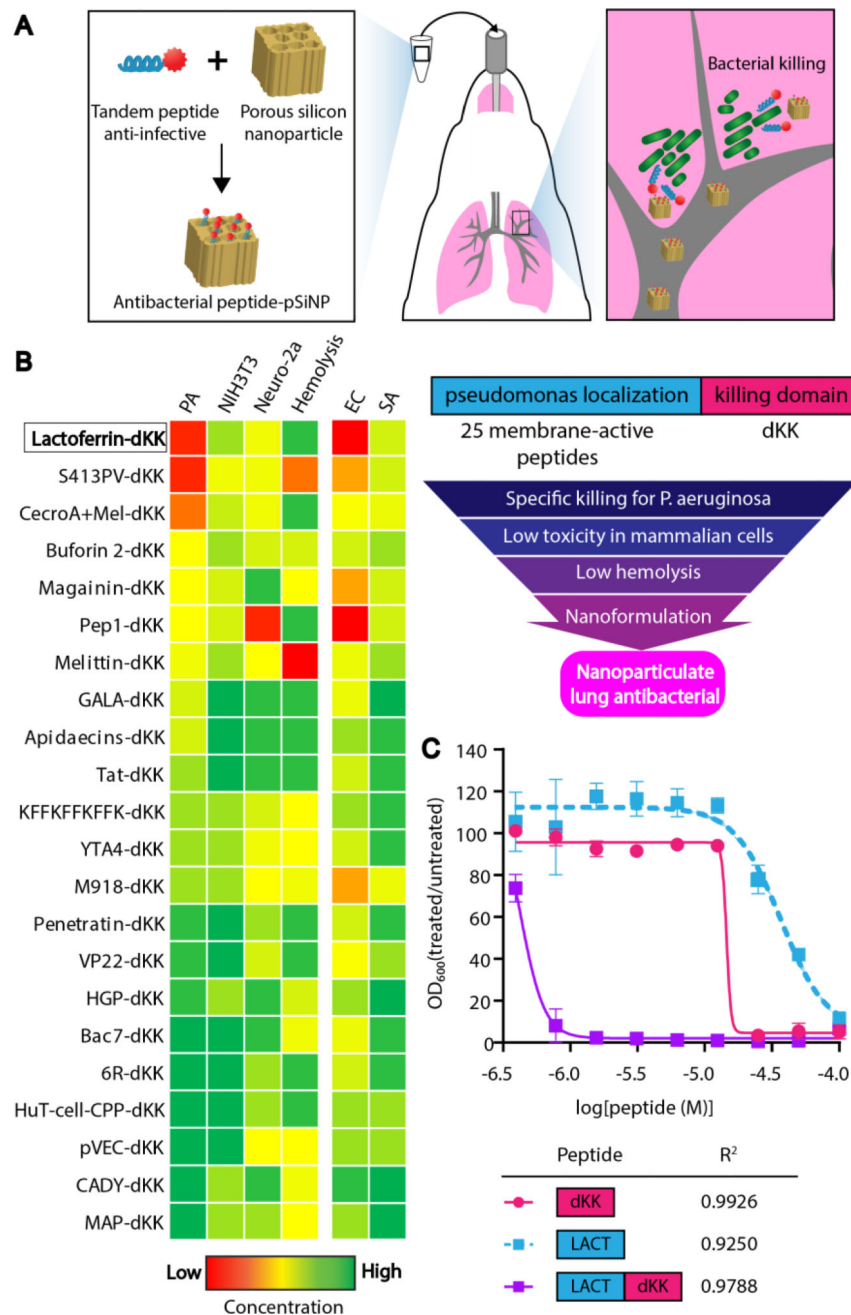 A
Tandem peptide
anti-infective
+
Porous silicon
nanoparticle
Antibacterial peptide-pSiNP
Bacterial killing
B
PA
NIH3T3
Neuro-2a
Hemolysis
EC
SA
Lactoferrin-dKK
S413PV-dKK
CecroA+Mel-dKK
Buforin 2-dKK
Magainin-dKK
Pep1-dKK
Melittin-dKK
GALA-dKK
Apidaecins-dKK
Tat-dKK
KFFKFFKFFK-dKK
YTA4-dKK
M918-dKK
Penetratin-dKK
VP22-dKK
HGP-dKK
Bac7-dKK
6R-dKK
HuT-cell-CPP-dKK
pVEC-dKK
CADY-dKK
MAP-dKK
Low
High
Concentration
pseudomonas localization
killing domain
25 membrane-active
peptides
dKK
Specific killing for P. aeruginosa
Low toxicity in mammalian cells
Low hemolysis
Nanoformulation
Nanoparticulate
lung antibacterial
C
OD600(treated/untreated)
140
120
100
80
60
40
20
0
-6.5 -6.0 -5.5 -5.0 -4.5 -4.0
log[peptide (M)]
Peptide R²
dKK 0.9926
LACT 0.9250
LACT dKK 0.9788